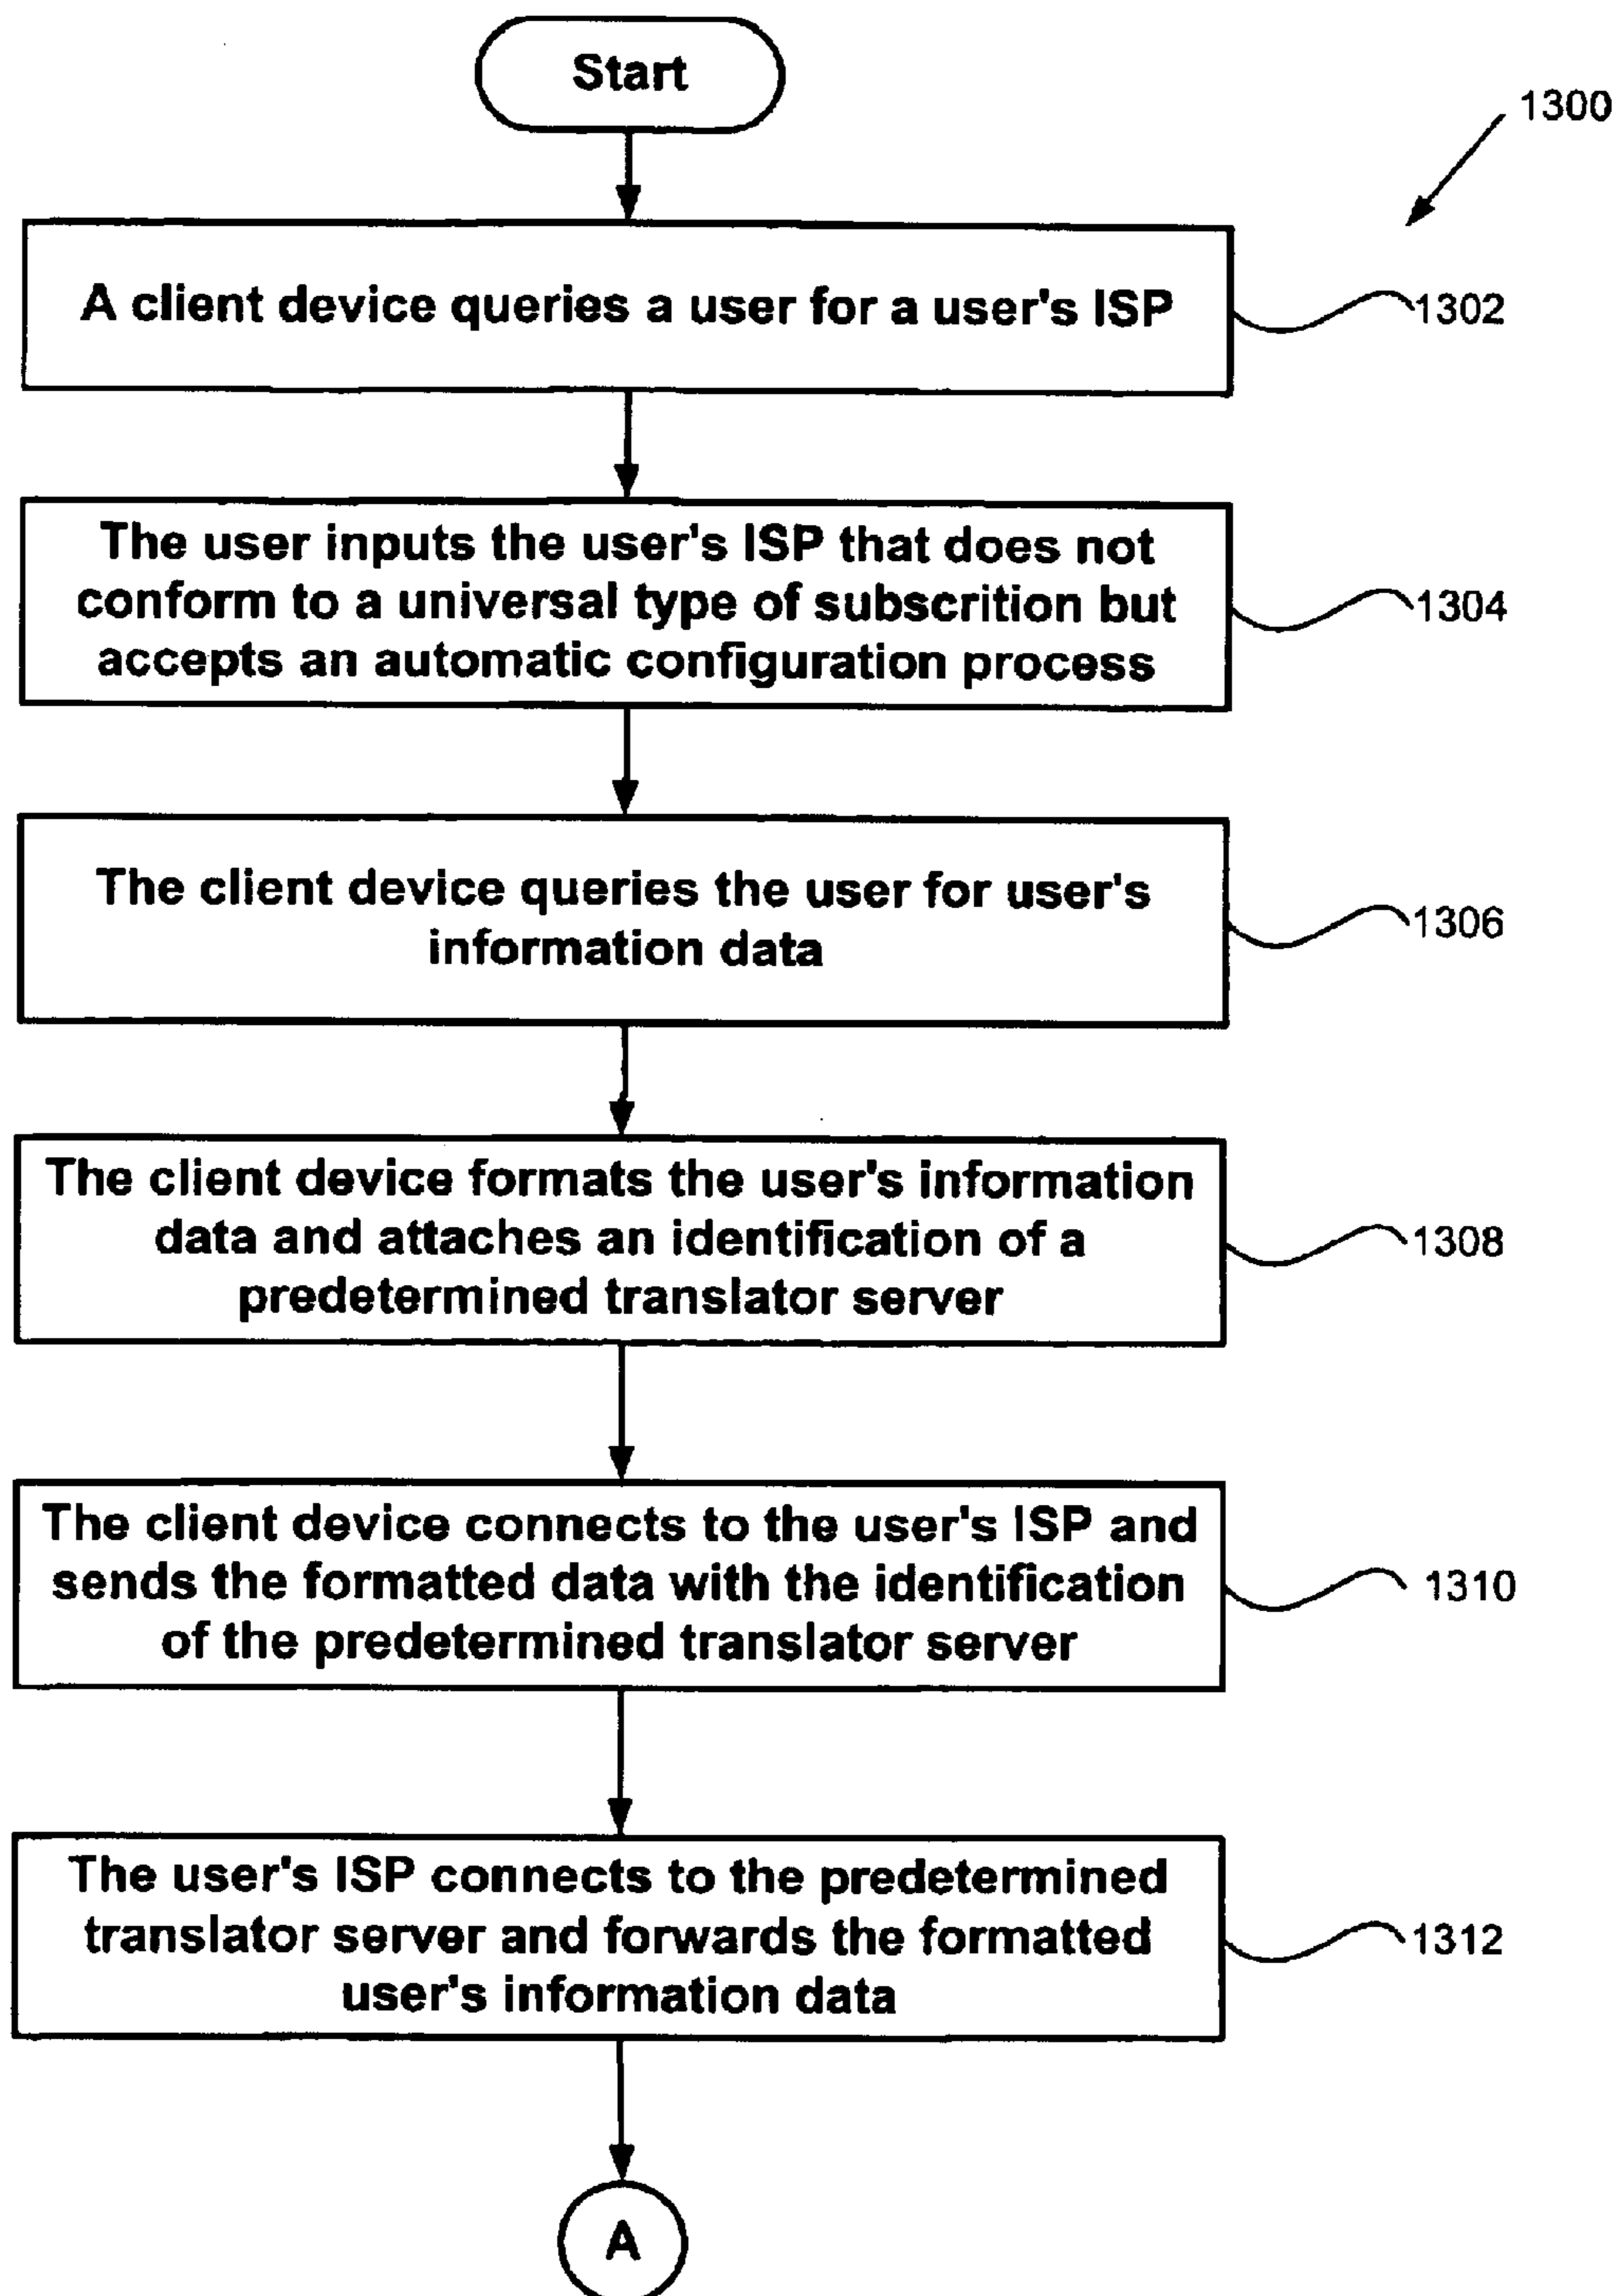 Start
1300
A client device queries a user for a user's ISP
1302
The user inputs the user's ISP that does not
conform to a universal type of subscrition but
accepts an automatic configuration process
1304
The client device queries the user for user's
information data
1306
The client device formats the user's information
data and attaches an identification of a
predetermined translator server
1308
The client device connects to the user's ISP and
sends the formatted data with the identification
of the predetermined translator server
1310
The user's ISP connects to the predetermined
translator server and forwards the formatted
user's information data
1312
A